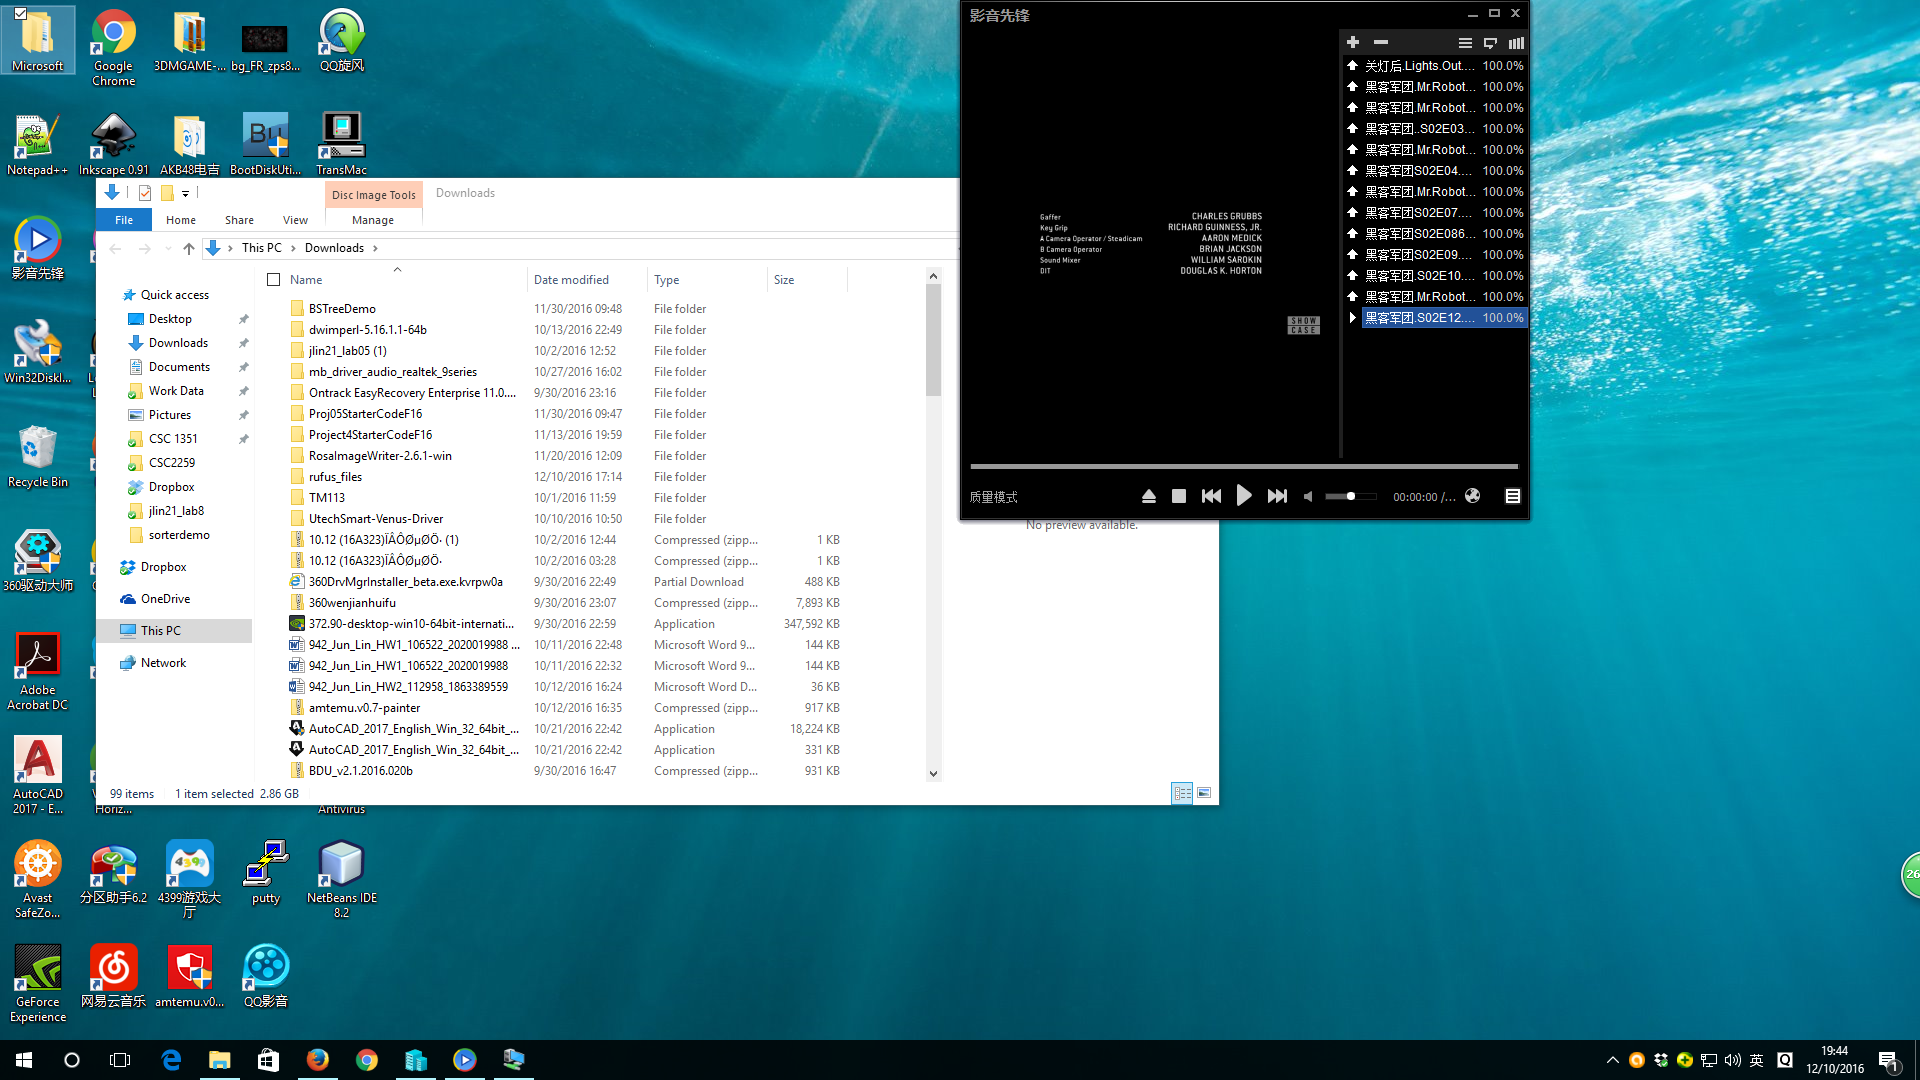 Microsoft
Google
Chrome
3DMGAME-...
bg_FR_zps8...
QQ旋风
Notepad++
Inkscape 0.91
AKB48电吉
BootDiskUti...
TransMac
影音先锋
Win32DiskI...
Recycle Bin
360驱动大师
Adobe
Acrobat DC
AutoCAD
2017 - E...
Horiz...
Antivirus
Avast
SafeZo...
分区助手6.2
4399游戏大
厅
putty
NetBeans IDE
8.2
GeForce
Experience
网易云音乐
amtemu.v0...
QQ影音
Disc Image Tools
Downloads
File
Home
Share
View
Manage
This PC
Downloads
Quick access
Desktop
Downloads
Documents
Work Data
Pictures
CSC 1351
CSC2259
Dropbox
jlin21_lab8
sorterdemo
Dropbox
OneDrive
This PC
Network
Name Date modified Type Size
BSTreeDemo 11/30/2016 09:48 File folder
dwimperl-5.16.1.1-64b 10/13/2016 22:49 File folder
jlin21_lab05 (1) 10/2/2016 12:52 File folder
mb_driver_audio_realtek_9series 10/27/2016 16:02 File folder
Ontrack EasyRecovery Enterprise 11.0.... 9/30/2016 23:16 File folder
Proj05StarterCodeF16 11/30/2016 09:47 File folder
Project4StarterCodeF16 11/13/2016 19:59 File folder
RosaImageWriter-2.6.1-win 11/20/2016 12:09 File folder
rufus_files 12/10/2016 17:14 File folder
TM113 10/1/2016 11:59 File folder
UtechSmart-Venus-Driver 10/10/2016 10:50 File folder
10.12 (16A323)ÏÂÔØµØÖ· (1) 10/2/2016 12:44 Compressed (zipp... 1 KB
10.12 (16A323)ÏÂÔØµØÖ· 10/2/2016 03:28 Compressed (zipp... 1 KB
360DrvMgrInstaller_beta.exe.kvrpw0a 9/30/2016 22:49 Partial Download 488 KB
360wenjianhuifu 9/30/2016 23:07 Compressed (zipp... 7,893 KB
372.90-desktop-win10-64bit-internati... 9/30/2016 22:59 Application 347,592 KB
942_Jun_Lin_HW1_106522_2020019988 ... 10/11/2016 22:48 Microsoft Word 9... 144 KB
942_Jun_Lin_HW1_106522_2020019988 10/11/2016 22:32 Microsoft Word 9... 144 KB
942_Jun_Lin_HW2_112958_1863389559 10/12/2016 16:24 Microsoft Word D... 36 KB
amtemu.v0.7-painter 10/12/2016 16:35 Compressed (zipp... 917 KB
AutoCAD_2017_English_Win_32_64bit_... 10/21/2016 22:42 Application 18,224 KB
AutoCAD_2017_English_Win_32_64bit_... 10/21/2016 22:42 Application 331 KB
BDU_v2.1.2016.020b 9/30/2016 16:47 Compressed (zipp... 931 KB
99 items 1 item selected 2.86 GB
No preview available.
影音先锋
Gaffer CHARLES GRUBBS
Key Grip RICHARD GUINNESS, JR.
A Camera Operator / Steadicam AARON MEDICK
B Camera Operator BRIAN JACKSON
Sound Mixer WILLIAM SAROKIN
DIT DOUGLAS K. HORTON
SHOW
CASE
关灯后.Lights.Out.... 100.0%
黑客军团.Mr.Robot... 100.0%
黑客军团.Mr.Robot... 100.0%
黑客军团..S02E03... 100.0%
黑客军团.Mr.Robot... 100.0%
黑客军团S02E04.... 100.0%
黑客军团.Mr.Robot... 100.0%
黑客军团S02E07.... 100.0%
黑客军团S02E086... 100.0%
黑客军团S02E09.... 100.0%
黑客军团.S02E10.... 100.0%
黑客军团.Mr.Robot... 100.0%
黑客军团.S02E12.... 100.0%
质量模式
00:00:00 /...
26
英
19:44
12/10/2016
1